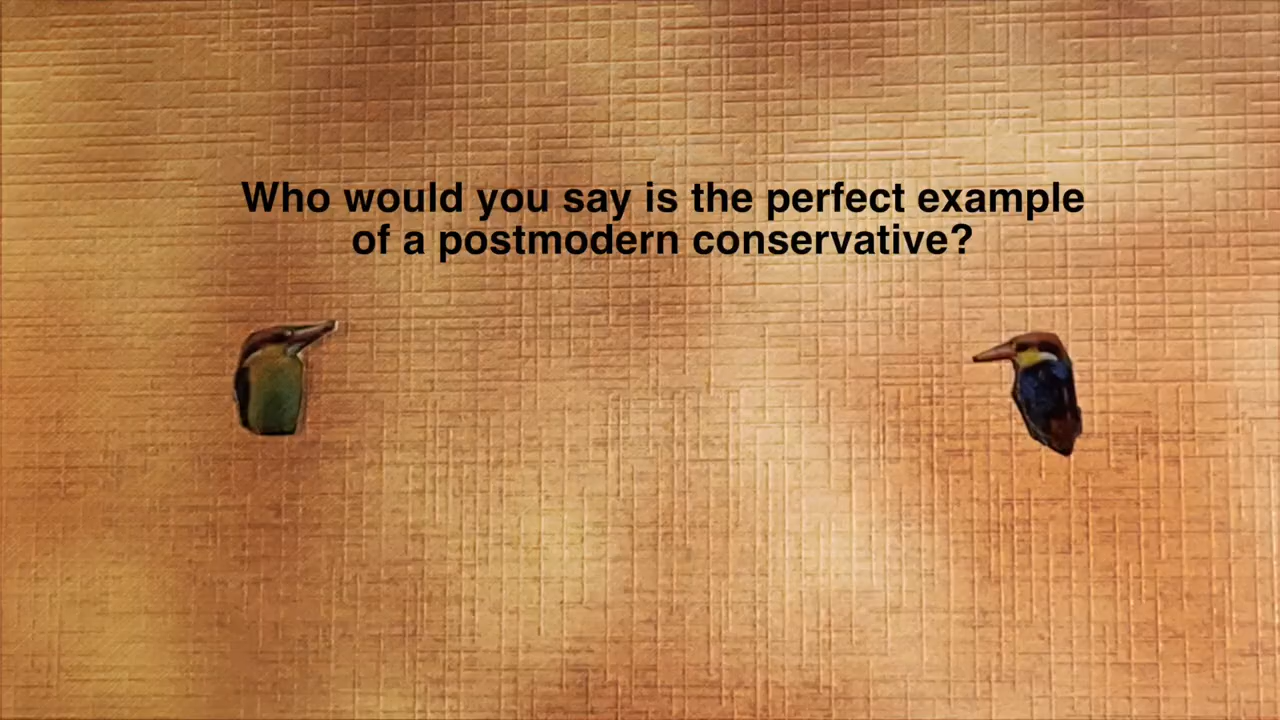 Who would you say is the perfect example
of a postmodern conservative?